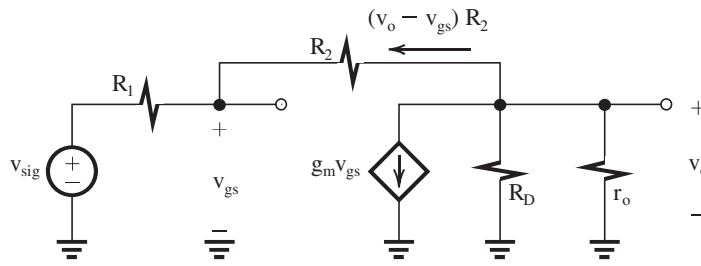 (v_o − v_gs) R_2
R_2
R_1
+
+
v_sig
+
−
g_m v_gs
v_gs
R_D
r_o
−
−